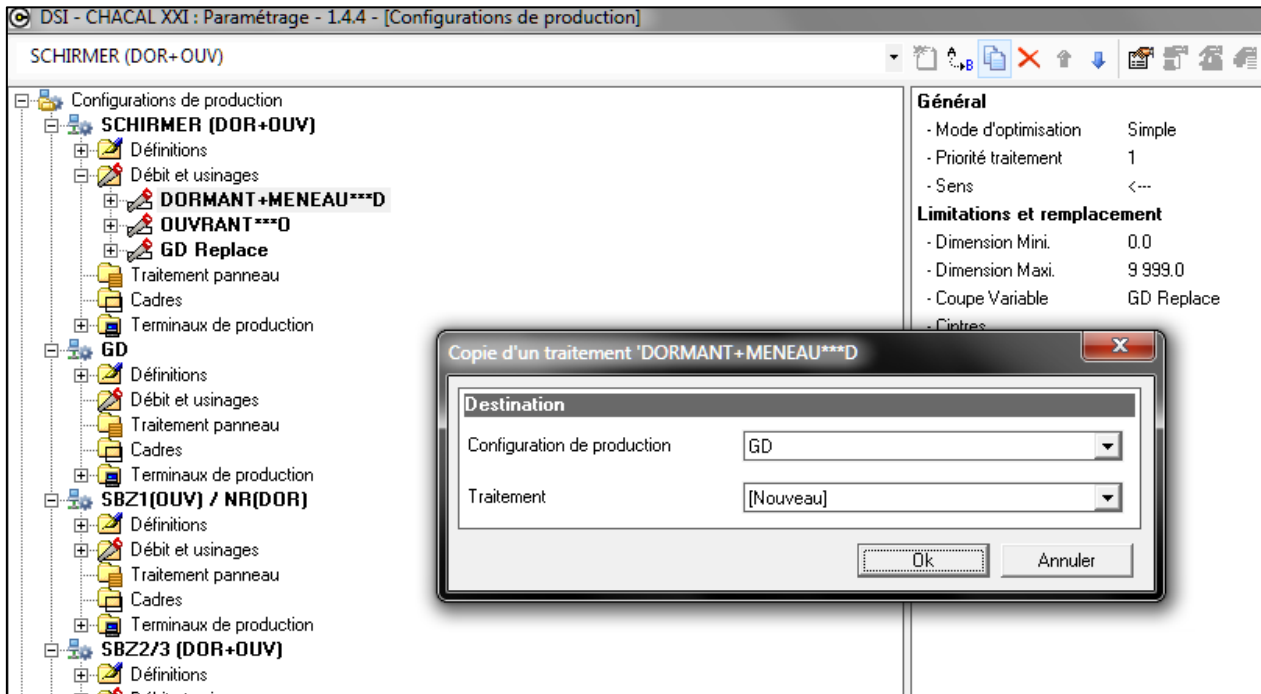 DSI - CHACAL XXI : Paramétrage - 1.4.4 - [Configurations de production]
SCHIRMER (DOR+OUV)
Configurations de production
SCHIRMER (DOR+OUV)
Définitions
Débit et usinages
DORMANT+MENEAU***D
OUVRANT***O
GD Replace
Traitement panneau
Cadres
Terminaux de production
GD
Définitions
Débit et usinages
Traitement panneau
Cadres
Terminaux de production
SBZ1(OUV) / NR(DOR)
Définitions
Débit et usinages
Traitement panneau
Cadres
Terminaux de production
SBZ2/3 (DOR+OUV)
Définitions
Général
- Mode d'optimisation Simple
- Priorité traitement 1
- Sens <---
Limitations et remplacement
- Dimension Mini. 0.0
- Dimension Maxi. 9 999.0
- Coupe Variable GD Replace
- Cintres
Copie d'un traitement 'DORMANT+MENEAU***D
Destination
Configuration de production GD
Traitement [Nouveau]
Ok Annuler